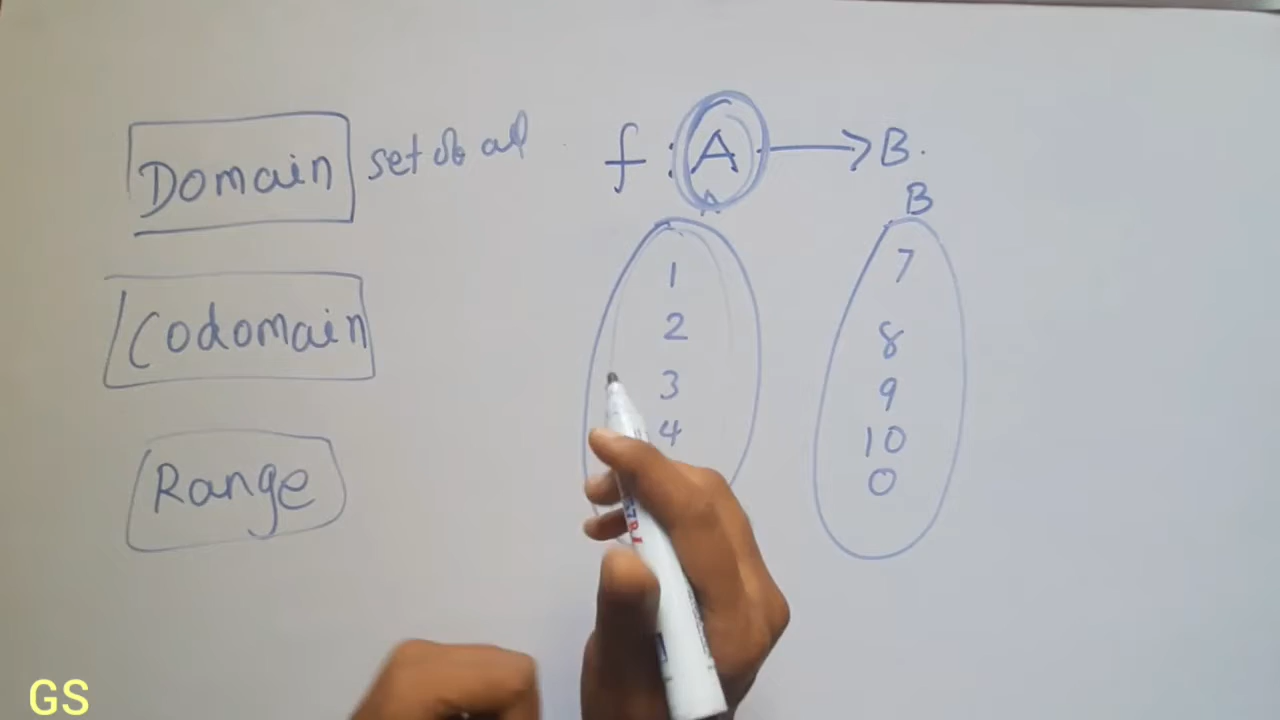 Domain set of all
f : A → B.
A
B
1
2
3
4
7
8
9
10
0
Codomain
Range
GS